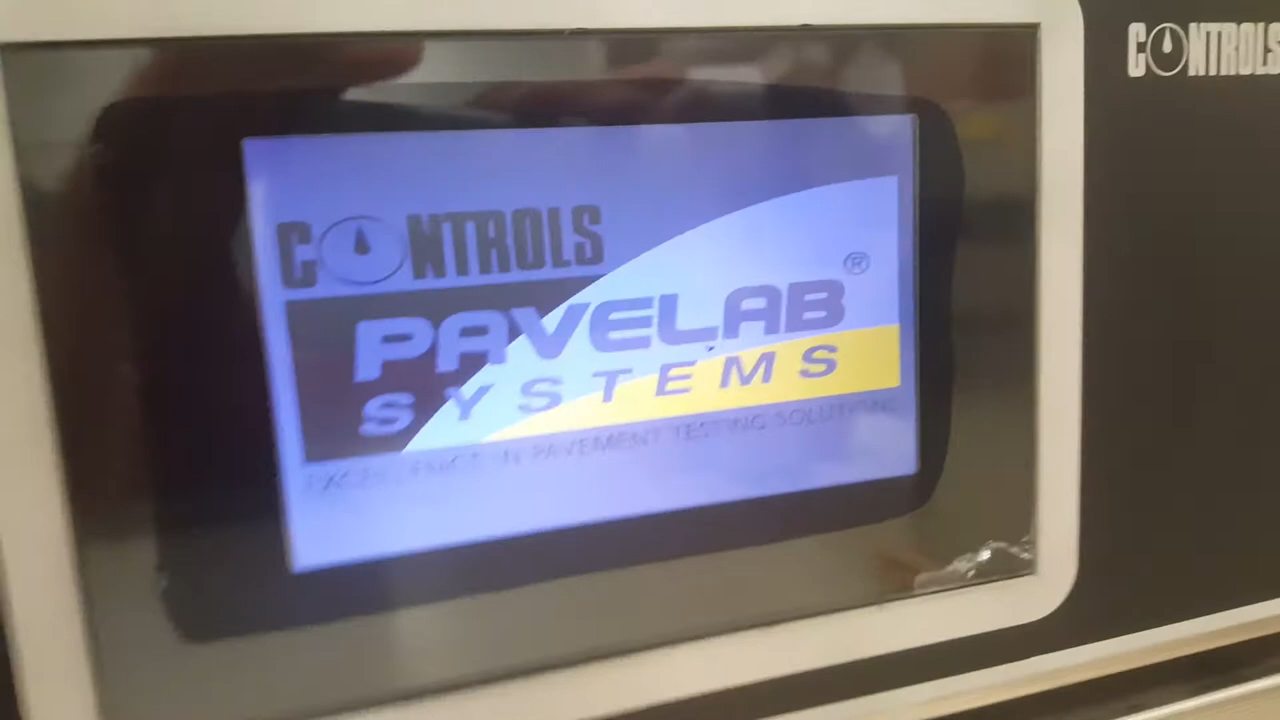 CONTROLS
CONTROLS
PAVELAB ®
SYSTEMS
EXCELLENCE IN PAVEMENT TESTING SOLUTIONS